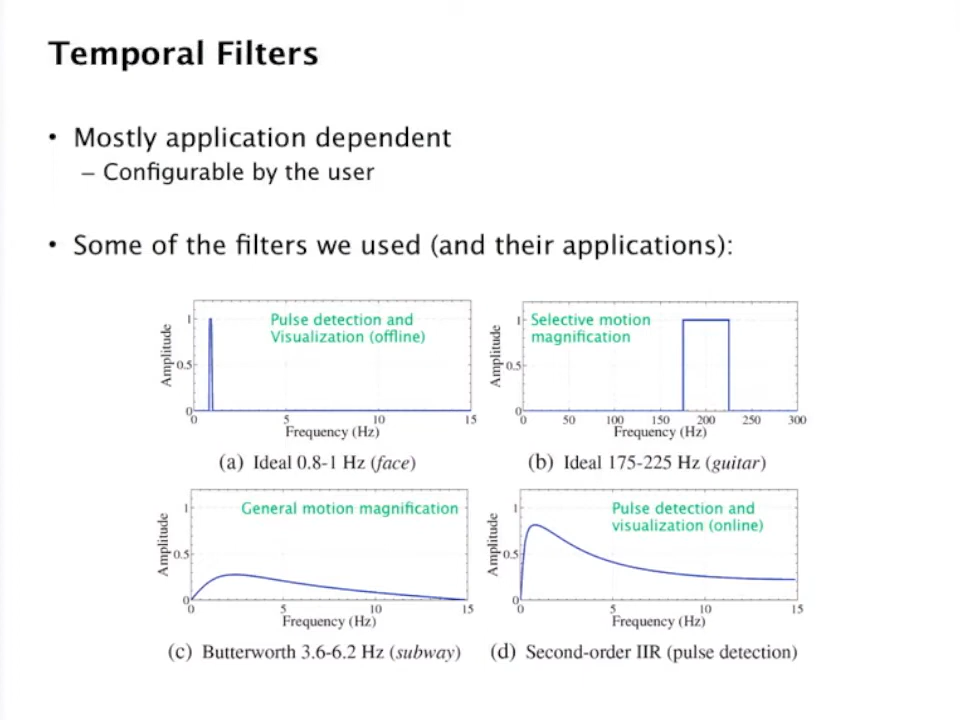 Temporal Filters
• Mostly application dependent
– Configurable by the user
• Some of the filters we used (and their applications):
Pulse detection and
Visualization (offline)
Amplitude
1
0.5
0
0 5 10 15
Frequency (Hz)
(a) Ideal 0.8-1 Hz (face)
Selective motion
magnification
Amplitude
1
0.5
0
0 50 100 150 200 250 300
Frequency (Hz)
(b) Ideal 175-225 Hz (guitar)
General motion magnification
Amplitude
1
0.5
0
0 5 10 15
Frequency (Hz)
(c) Butterworth 3.6-6.2 Hz (subway)
Pulse detection and
visualization (online)
Amplitude
1
0.5
0
0 5 10 15
Frequency (Hz)
(d) Second-order IIR (pulse detection)